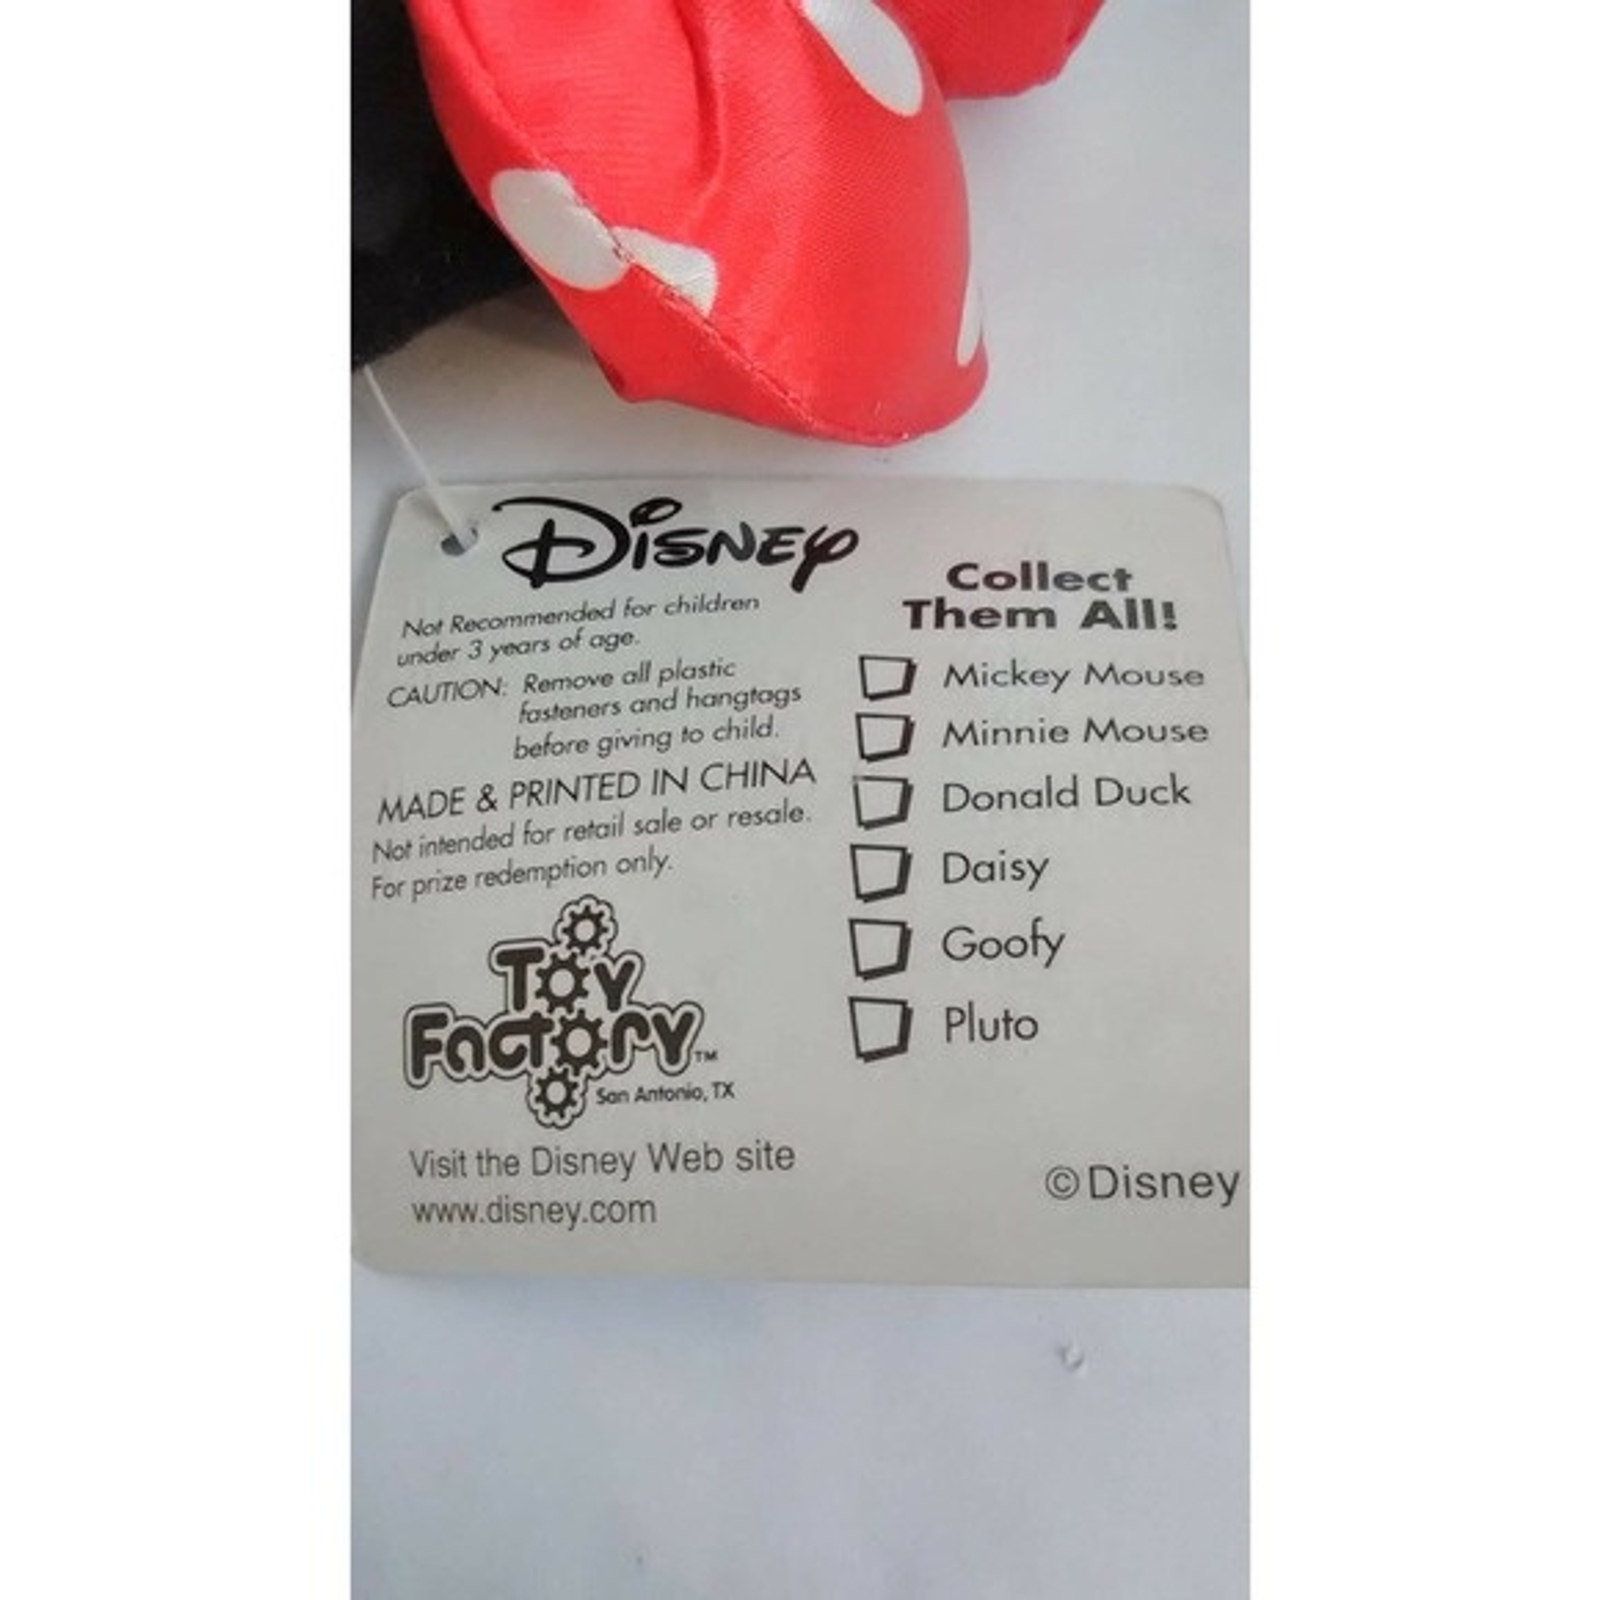 Disney
Not Recommended for children
under 3 years of age.
CAUTION: Remove all plastic
fasteners and hangtags
before giving to child.
MADE & PRINTED IN CHINA
Not intended for retail sale or resale.
For prize redemption only.
Toy
Factory™
San Antonio, TX
Visit the Disney Web site
www.disney.com
Collect
Them All!
Mickey Mouse
Minnie Mouse
Donald Duck
Daisy
Goofy
Pluto
©Disney